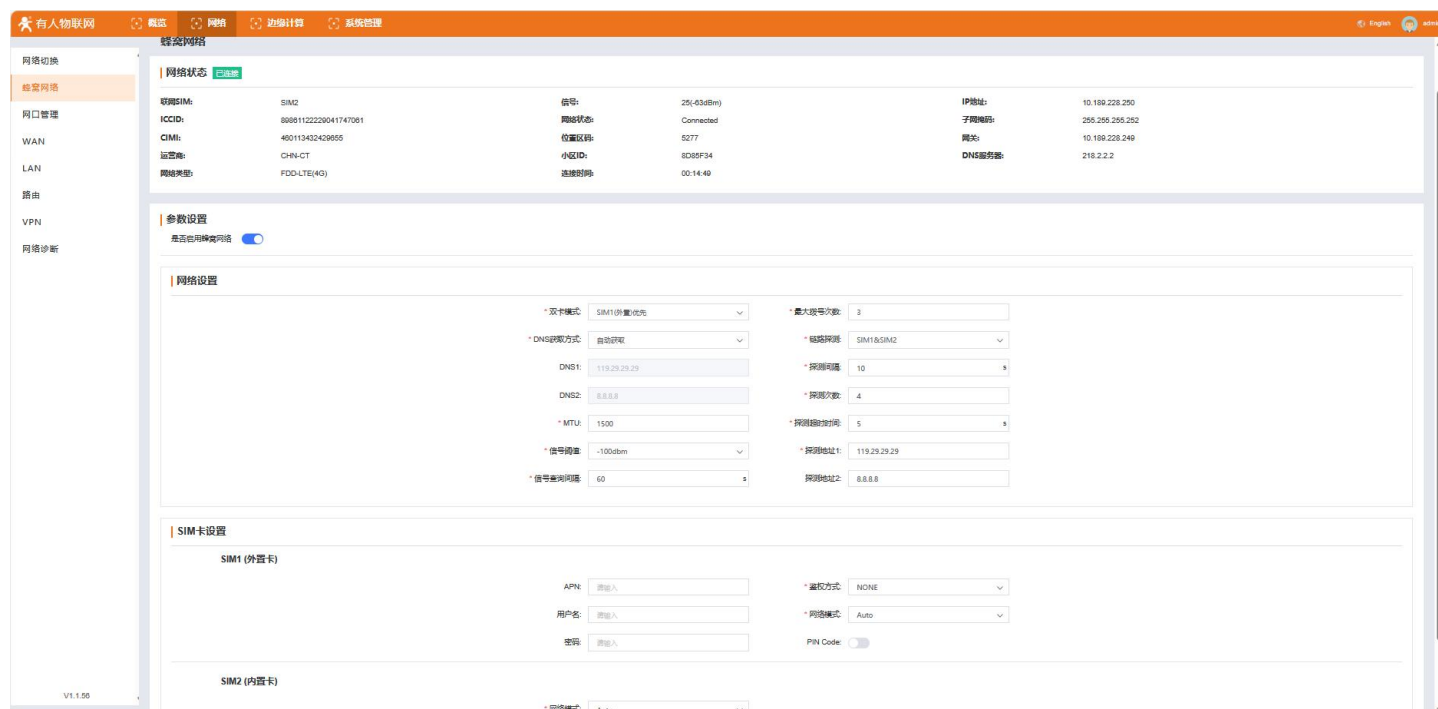 有人物联网 概览 网络 边缘计算 系统管理 English admi
蜂窝网络
网络切换
蜂窝网络
网口管理
WAN
LAN
路由
VPN
网络诊断
V1.1.56
网络状态 已连接
联网SIM: SIM2 信号: 25(-63dBm) IP地址: 10.189.228.250
ICCID: 89861122229041747061 网络状态: Connected 子网掩码: 255.255.255.252
CIMI: 460113432429655 位置区码: 5277 网关: 10.189.228.249
运营商: CHN-CT 小区ID: 8D85F34 DNS服务器: 218.2.2.2
网络类型: FDD-LTE(4G) 连接时间: 00:14:49
参数设置
是否启用蜂窝网络
网络设置
* 双卡模式: SIM1(外置)优先 * 最大拨号次数: 3
* DNS获取方式: 自动获取 * 链路探测: SIM1&SIM2
DNS1: 119.29.29.29 * 探测间隔: 10 s
DNS2: 8.8.8.8 * 探测次数: 4
* MTU: 1500 * 探测超时时间: 5 s
* 信号阈值: -100dbm * 探测地址1: 119.29.29.29
* 信号查询间隔: 60 s 探测地址2: 8.8.8.8
SIM卡设置
SIM1 (外置卡)
APN: 请输入 * 鉴权方式: NONE
用户名: 请输入 * 网络模式: Auto
密码: 请输入 PIN Code:
SIM2 (内置卡)
* 网络模式: